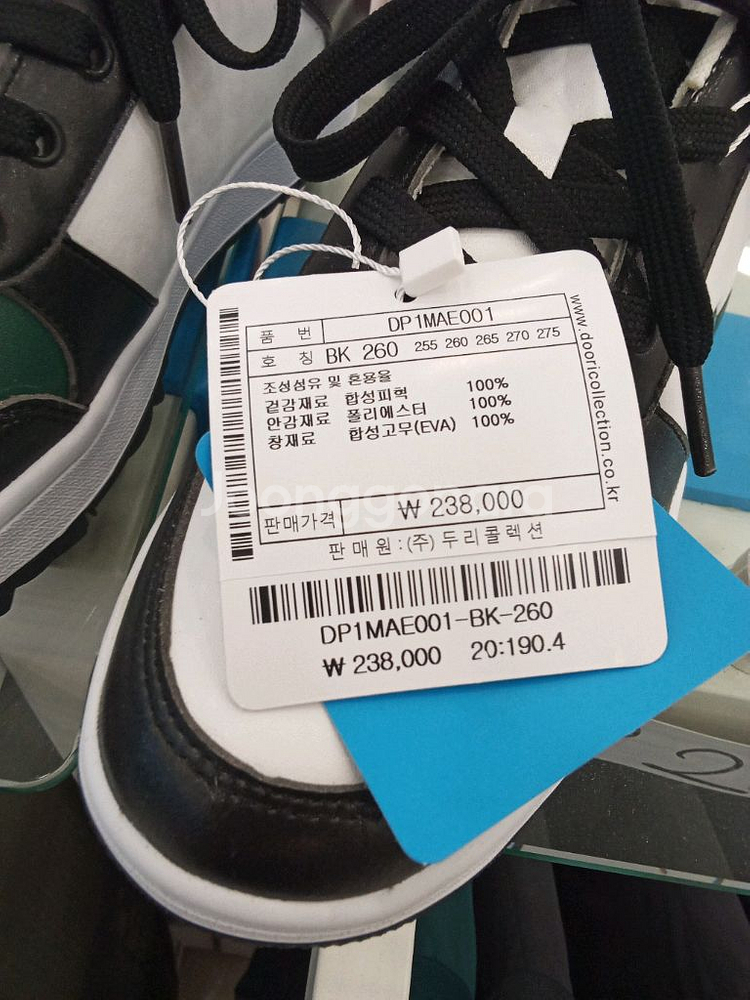 품 번 DP1MAE001
호 칭 BK 260 255 260 265 270 275
조성섬유 및 혼용율
겉감재료 합성피혁 100%
안감재료 폴리에스터 100%
창재료 합성고무(EVA) 100%
판매가격 ₩ 238,000
판 매 원 : (주) 두리콜렉션
www.dooricollection.co.kr
DP1MAE001-BK-260
₩ 238,000 20:190.4
2